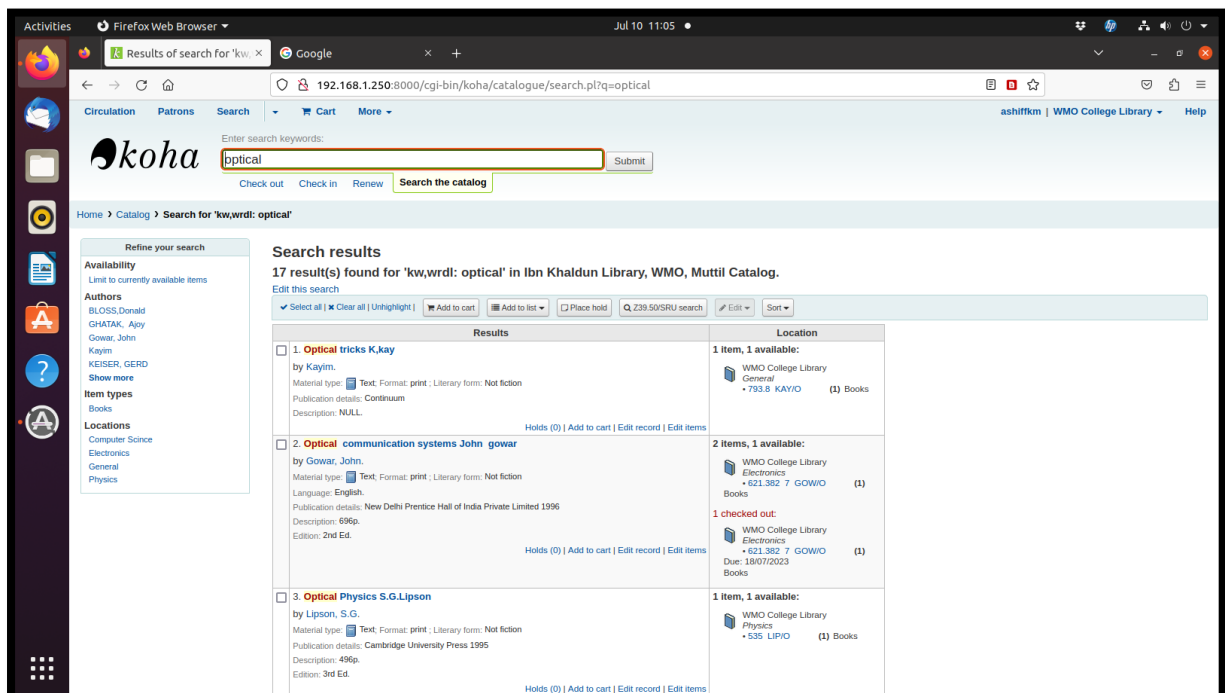 Activities Firefox Web Browser Jul 10 11:05
Results of search for 'kw, Google
192.168.1.250:8000/cgi-bin/koha/catalogue/search.pl?q=optical
Circulation Patrons Search Cart More ashiffkm | WMO College Library Help
koha
Enter search keywords:
optical Submit
Check out Check in Renew Search the catalog
Home › Catalog › Search for 'kw,wrdl: optical'
Refine your search
Availability
Limit to currently available items
Authors
BLOSS,Donald
GHATAK, Ajoy
Gowar, John
Kayim
KEISER, GERD
Show more
Item types
Books
Locations
Computer Scince
Electronics
General
Physics
Search results
17 result(s) found for 'kw,wrdl: optical' in Ibn Khaldun Library, WMO, Muttil Catalog.
Edit this search
Select all | Clear all | Unhighlight | Add to cart Add to list Place hold Z39.50/SRU search Edit Sort
Results Location
1. Optical tricks K,kay
by Kayim.
Material type: Text; Format: print ; Literary form: Not fiction
Publication details: Continuum
Description: NULL.
Holds (0) | Add to cart | Edit record | Edit items
1 item, 1 available:
WMO College Library
General
• 793.8 KAY/O (1) Books
2. Optical communication systems John gowar
by Gowar, John.
Material type: Text; Format: print ; Literary form: Not fiction
Language: English.
Publication details: New Delhi Prentice Hall of India Private Limited 1996
Description: 696p.
Edition: 2nd Ed.
Holds (0) | Add to cart | Edit record | Edit items
2 items, 1 available:
WMO College Library
Electronics
• 621.382 7 GOW/O (1)
Books
1 checked out:
WMO College Library
Electronics
• 621.382 7 GOW/O (1)
Due: 18/07/2023
Books
3. Optical Physics S.G.Lipson
by Lipson, S.G.
Material type: Text; Format: print ; Literary form: Not fiction
Publication details: Cambridge University Press 1995
Description: 496p.
Edition: 3rd Ed.
Holds (0) | Add to cart | Edit record | Edit items
1 item, 1 available:
WMO College Library
Physics
• 535 LIP/O (1) Books